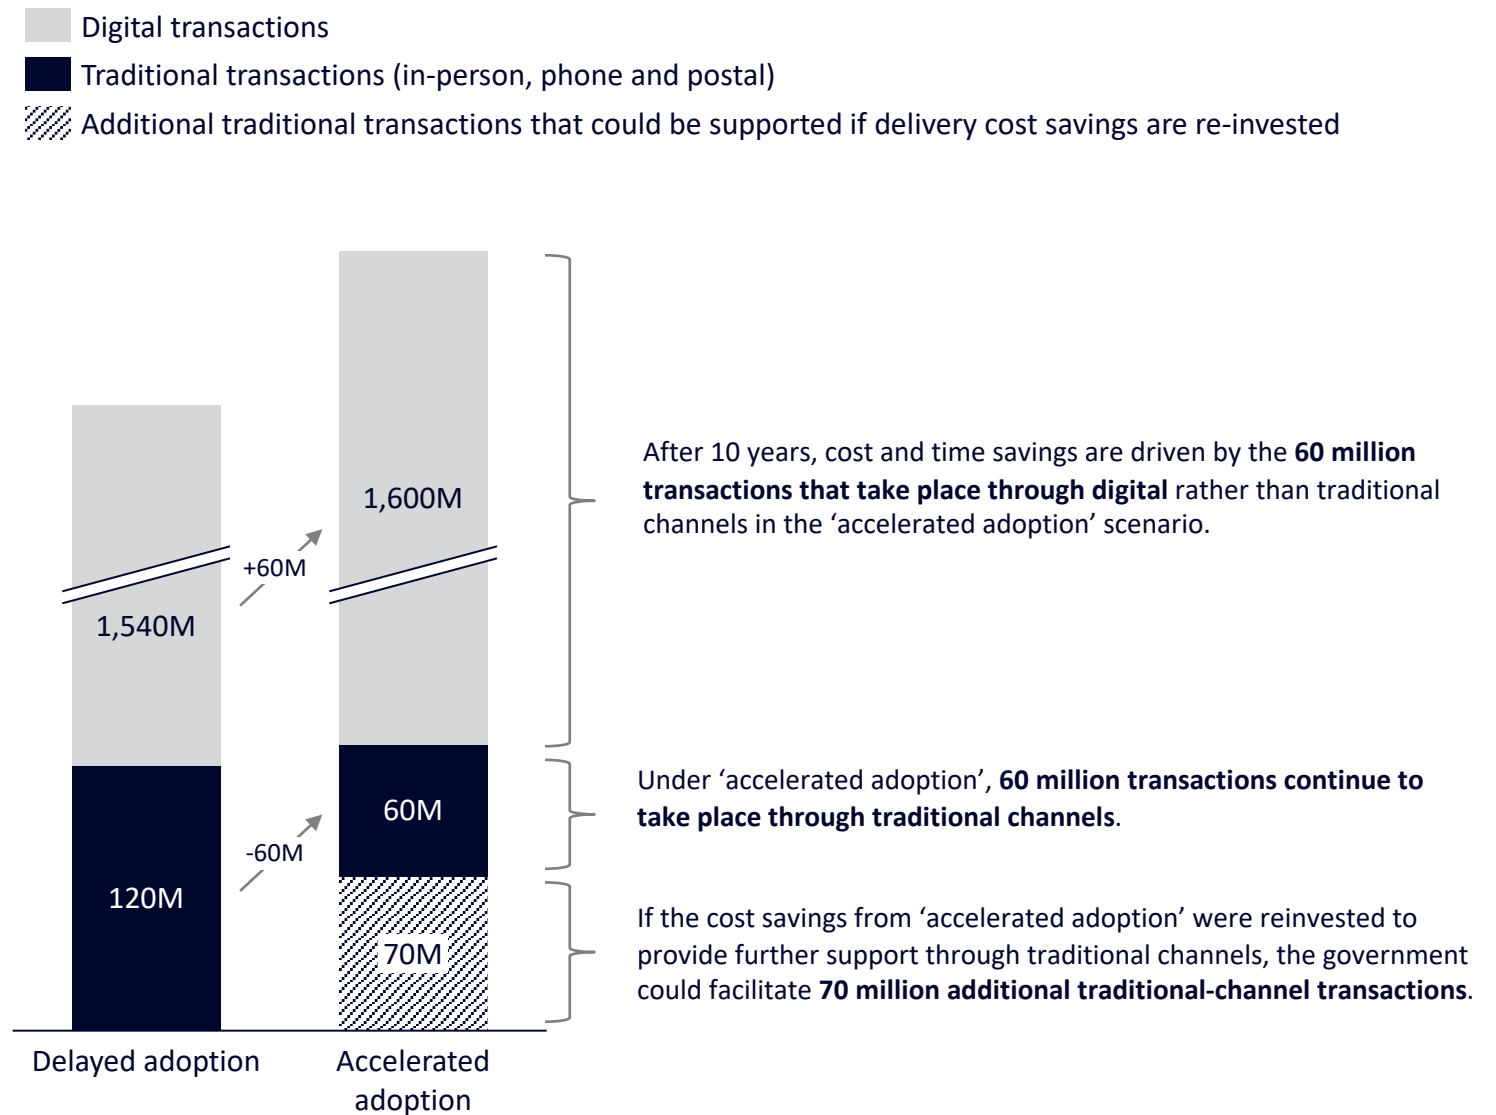 Digital transactions
Traditional transactions (in-person, phone and postal)
Additional traditional transactions that could be supported if delivery cost savings are re-invested
1,540M
120M
+60M
-60M
1,600M
60M
70M
After 10 years, cost and time savings are driven by the 60 million
transactions that take place through digital rather than traditional
channels in the ‘accelerated adoption’ scenario.
Under ‘accelerated adoption’, 60 million transactions continue to
take place through traditional channels.
If the cost savings from ‘accelerated adoption’ were reinvested to
provide further support through traditional channels, the government
could facilitate 70 million additional traditional-channel transactions.
Delayed adoption
Accelerated
adoption